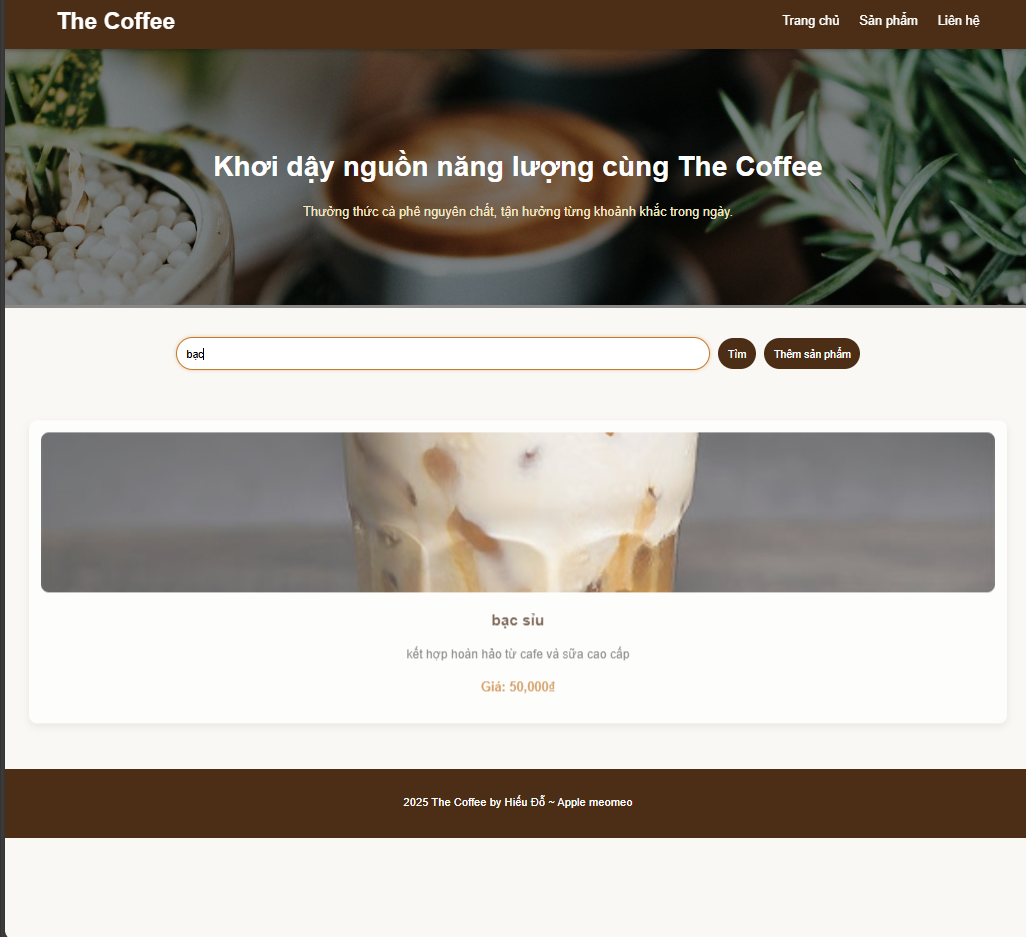 The Coffee
Trang chủ Sản phẩm Liên hệ
Khơi dậy nguồn năng lượng cùng The Coffee
Thưởng thức cà phê nguyên chất, tận hưởng từng khoảnh khắc trong ngày.
bạc
Tìm
Thêm sản phẩm
bạc sỉu
kết hợp hoàn hảo từ cafe và sữa cao cấp
Giá: 50,000₫
2025 The Coffee by Hiếu Đỗ ~ Apple meomeo